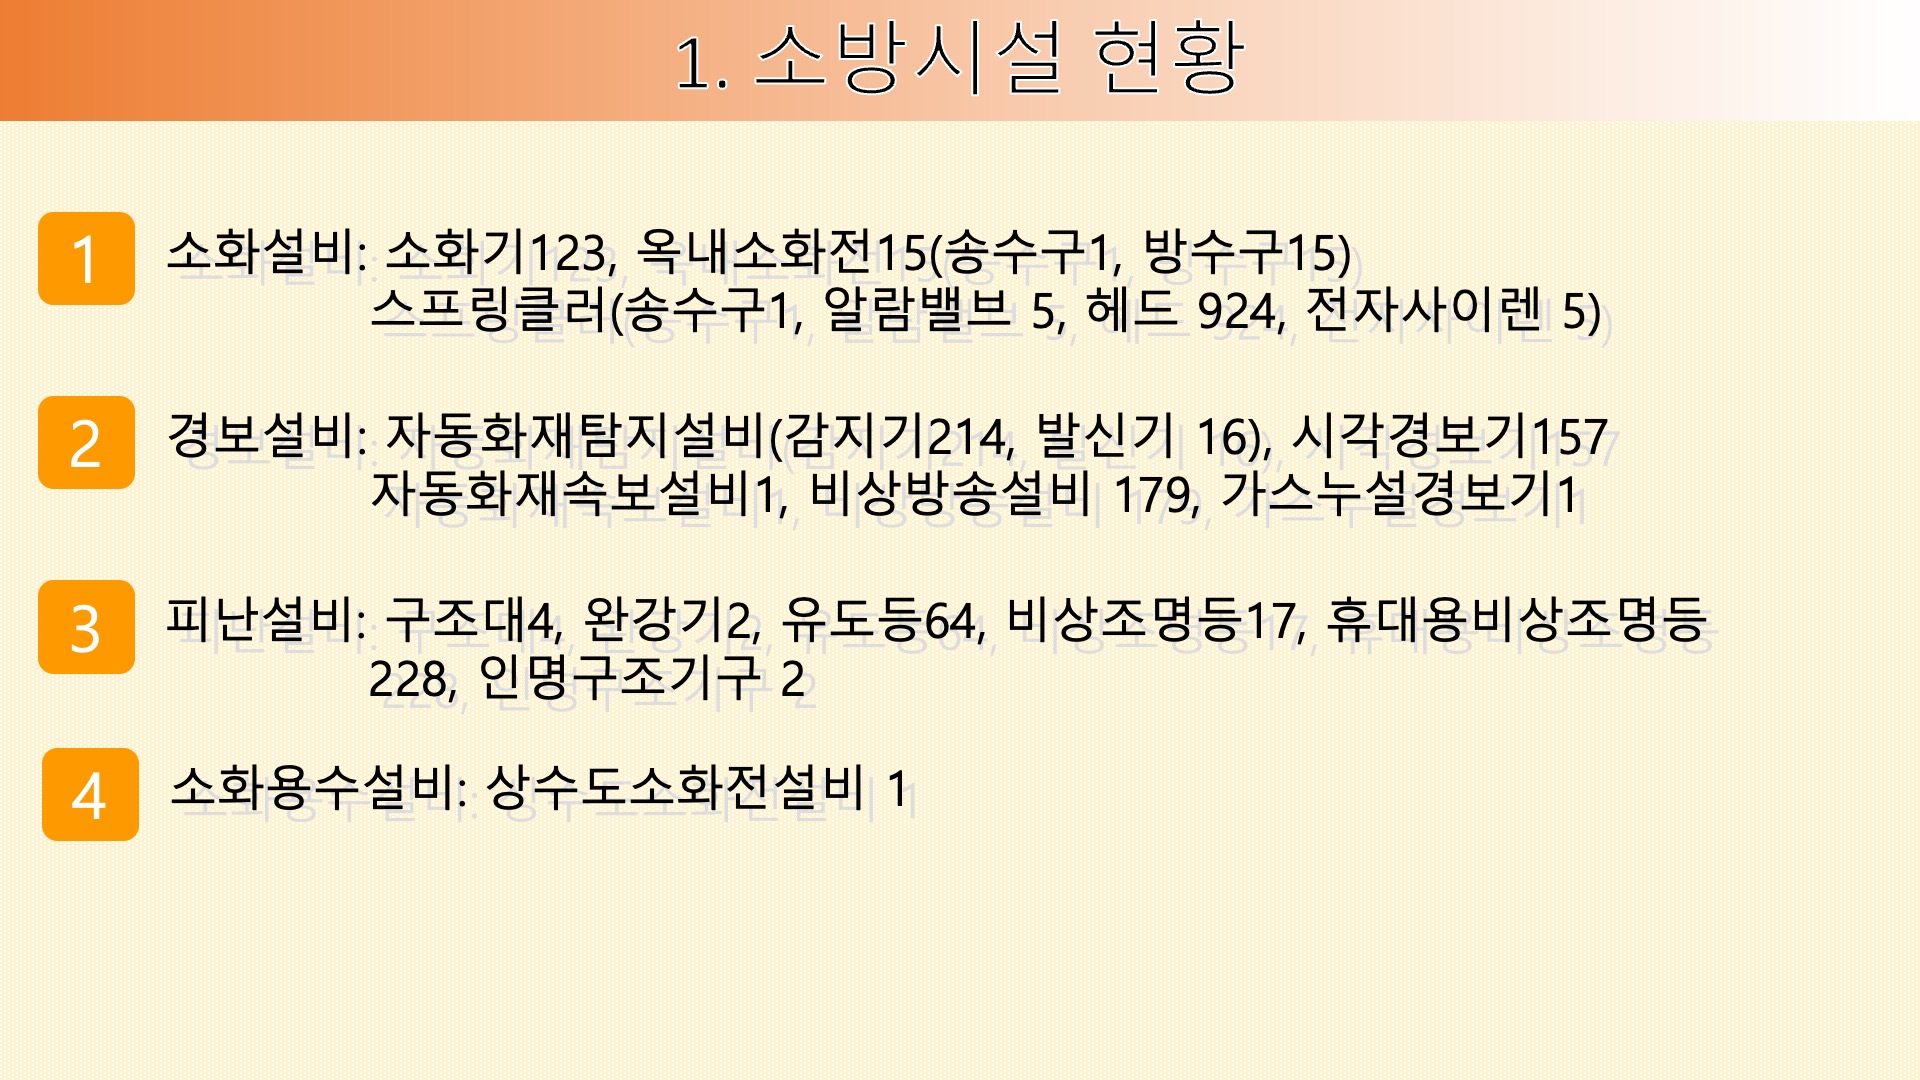 1. 소방시설 현황
1 소화설비: 소화기123, 옥내소화전15(송수구1, 방수구15)
스프링클러(송수구1, 알람밸브 5, 헤드 924, 전자사이렌 5)
2 경보설비: 자동화재탐지설비(감지기214, 발신기 16), 시각경보기157
자동화재속보설비1, 비상방송설비 179, 가스누설경보기1
3 피난설비: 구조대4, 완강기2, 유도등64, 비상조명등17, 휴대용비상조명등
228, 인명구조기구 2
4 소화용수설비: 상수도소화전설비 1